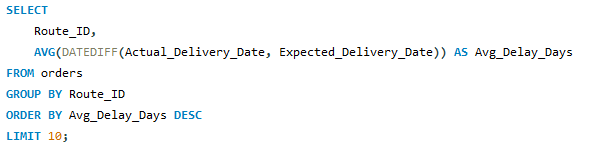 SELECT
    Route_ID,
    AVG(DATEDIFF(Actual_Delivery_Date, Expected_Delivery_Date)) AS Avg_Delay_Days
FROM orders
GROUP BY Route_ID
ORDER BY Avg_Delay_Days DESC
LIMIT 10;